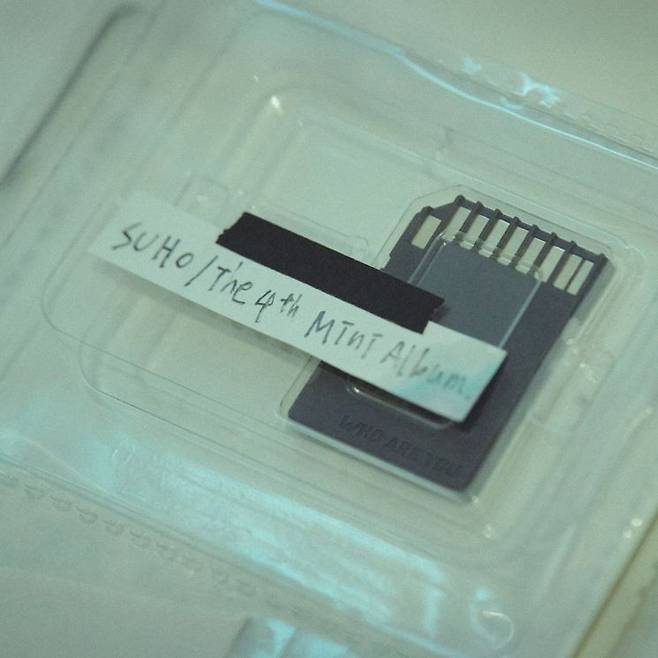 SUHO/The 4th MInI Album
WHO ARE YOU